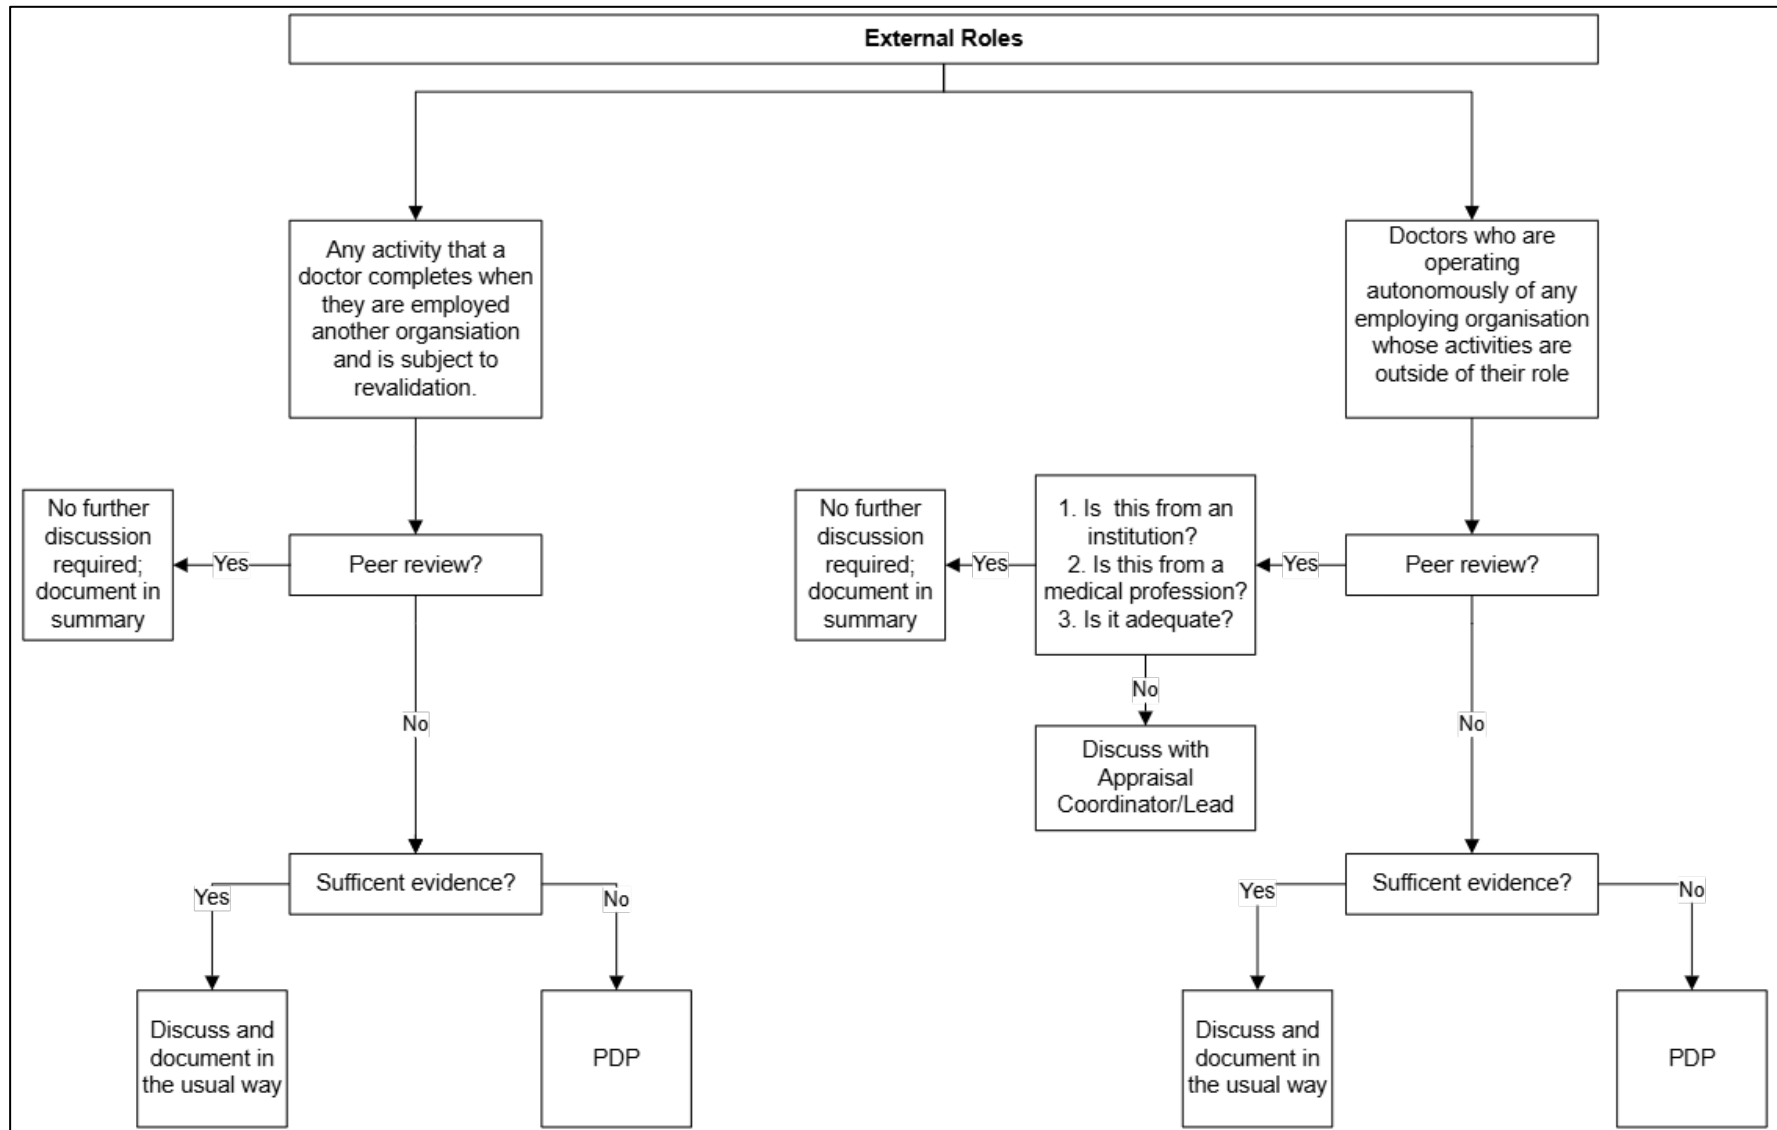 External Roles
Any activity that a
doctor completes when
they are employed
another organsiation
and is subject to
revalidation.
Doctors who are
operating
autonomously of any
employing organisation
whose activities are
outside of their role
No further
discussion
required;
document in
summary
Yes
Peer review?
No further
discussion
required;
document in
summary
Yes
1. Is this from an
institution?
2. Is this from a
medical profession?
3. Is it adequate?
Yes
Peer review?
No
No
No
Discuss with
Appraisal
Coordinator/Lead
Sufficent evidence?
Yes
No
Sufficent evidence?
Yes
No
Discuss and
document in
the usual way
PDP
Discuss and
document in
the usual way
PDP